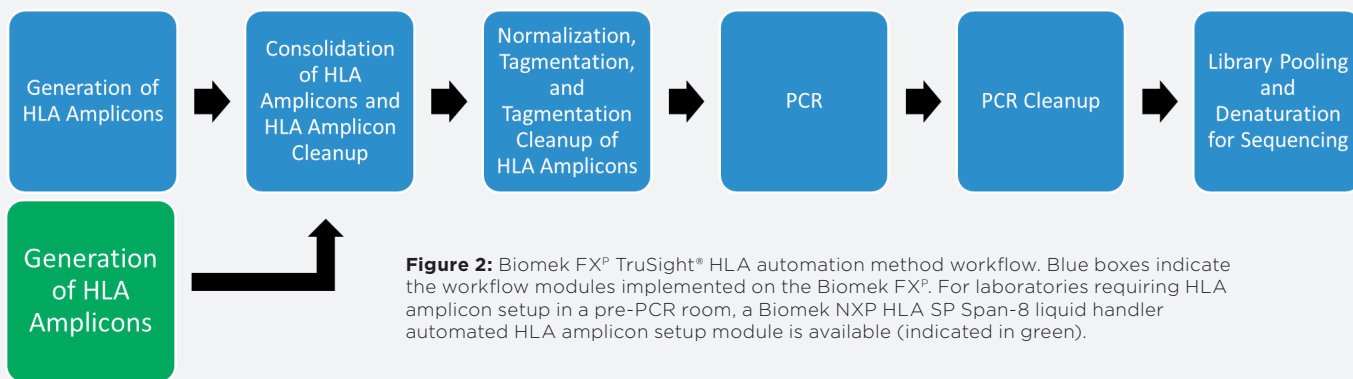 Generation of
HLA Amplicons
Consolidation
of HLA
Amplicons and
HLA Amplicon
Cleanup
Normalization,
Tagmentation,
and
Tagmentation
Cleanup of
HLA Amplicons
PCR
PCR Cleanup
Library Pooling
and
Denaturation
for Sequencing
Generation
of HLA
Amplicons
Figure 2: Biomek FXᴾ TruSight® HLA automation method workflow. Blue boxes indicate
the workflow modules implemented on the Biomek FXᴾ. For laboratories requiring HLA
amplicon setup in a pre-PCR room, a Biomek NXP HLA SP Span-8 liquid handler
automated HLA amplicon setup module is available (indicated in green).